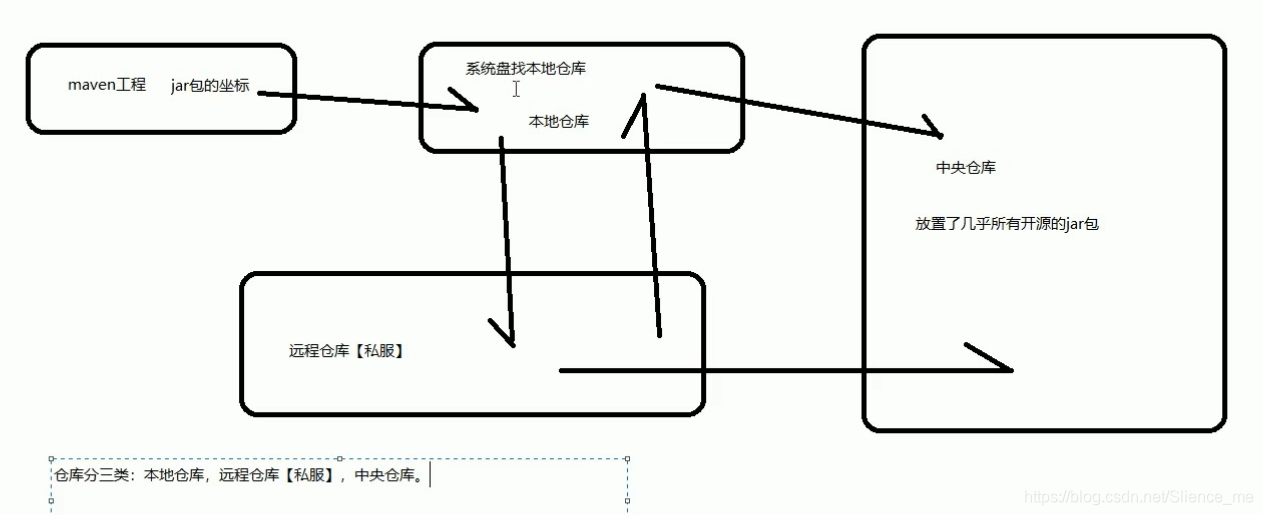 maven工程 jar包的坐标
系统盘找本地仓库
本地仓库
中央仓库
放置了几乎所有开源的jar包
远程仓库【私服】
仓库分三类：本地仓库，远程仓库【私服】，中央仓库。
https://blog.csdn.net/Slience_me